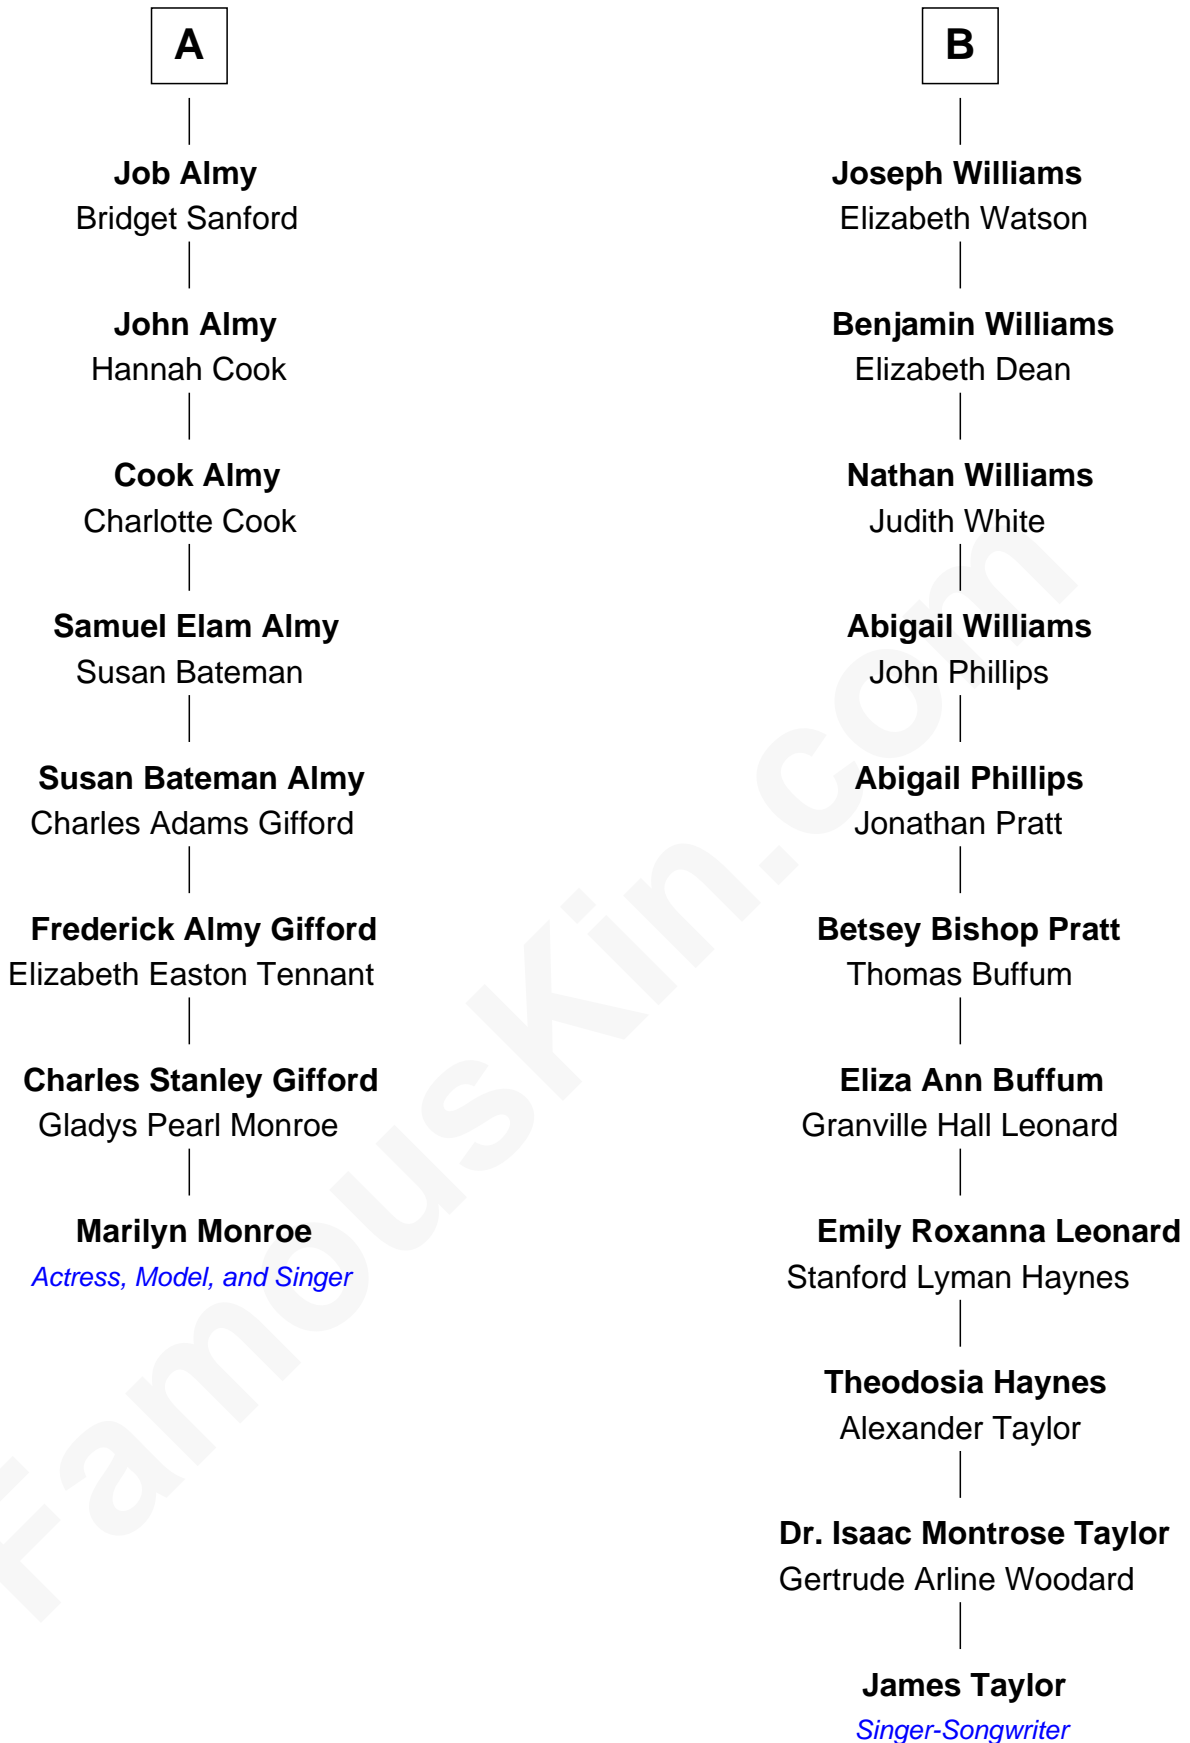 A
Job Almy
Bridget Sanford
John Almy
Hannah Cook
Cook Almy
Charlotte Cook
Samuel Elam Almy
Susan Bateman
Susan Bateman Almy
Charles Adams Gifford
Frederick Almy Gifford
Elizabeth Easton Tennant
Charles Stanley Gifford
Gladys Pearl Monroe
Marilyn Monroe
Actress, Model, and Singer
B
Joseph Williams
Elizabeth Watson
Benjamin Williams
Elizabeth Dean
Nathan Williams
Judith White
Abigail Williams
John Phillips
Abigail Phillips
Jonathan Pratt
Betsey Bishop Pratt
Thomas Buffum
Eliza Ann Buffum
Granville Hall Leonard
Emily Roxanna Leonard
Stanford Lyman Haynes
Theodosia Haynes
Alexander Taylor
Dr. Isaac Montrose Taylor
Gertrude Arline Woodard
James Taylor
Singer-Songwriter
FamousKin.com